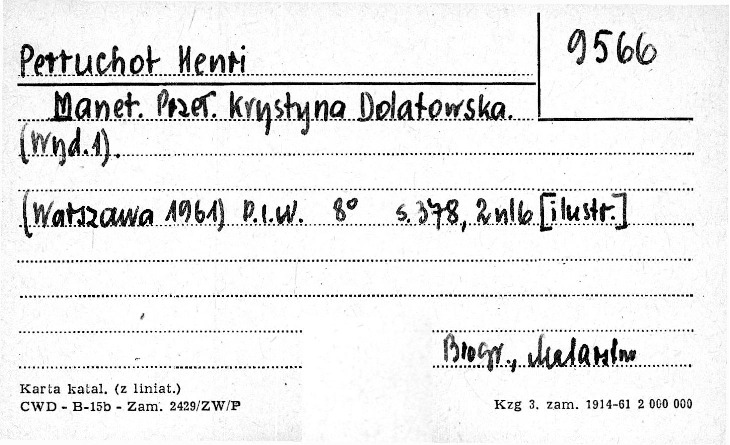 9566
Perruchot Henri
Manet. Przeł. Krystyna Dolatowska.
(Wyd.1).
(Warszawa 1961) P.I.W. 8° s.378, 2 nlb [ilustr.]
Biogr., Malarstwo
Karta katal. (z liniat.)
CWD - B-15b - Zam. 2429/ZW/P
Kzg 3. zam. 1914-61 2 000 000